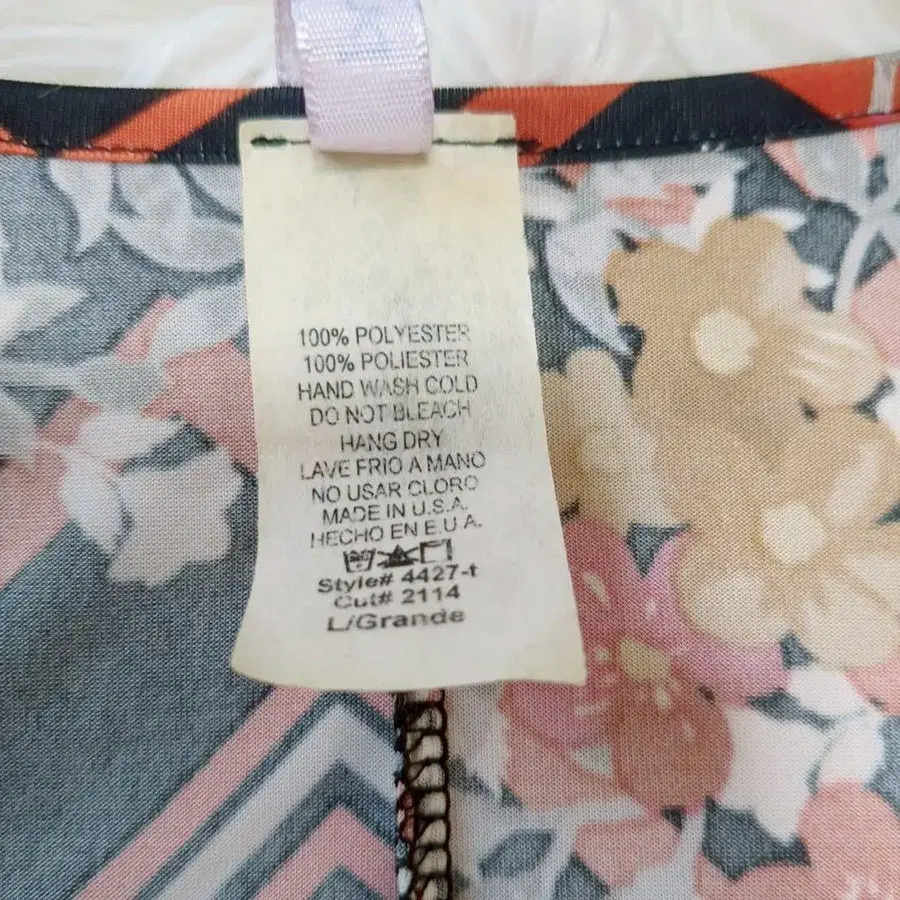 100% POLYESTER
100% POLIESTER
HAND WASH COLD
DO NOT BLEACH
HANG DRY
LAVE FRIO A MANO
NO USAR CLORO
MADE IN U.S.A.
HECHO EN E.U.A.
Style# 4427-t
Cut# 2114
L/Grande